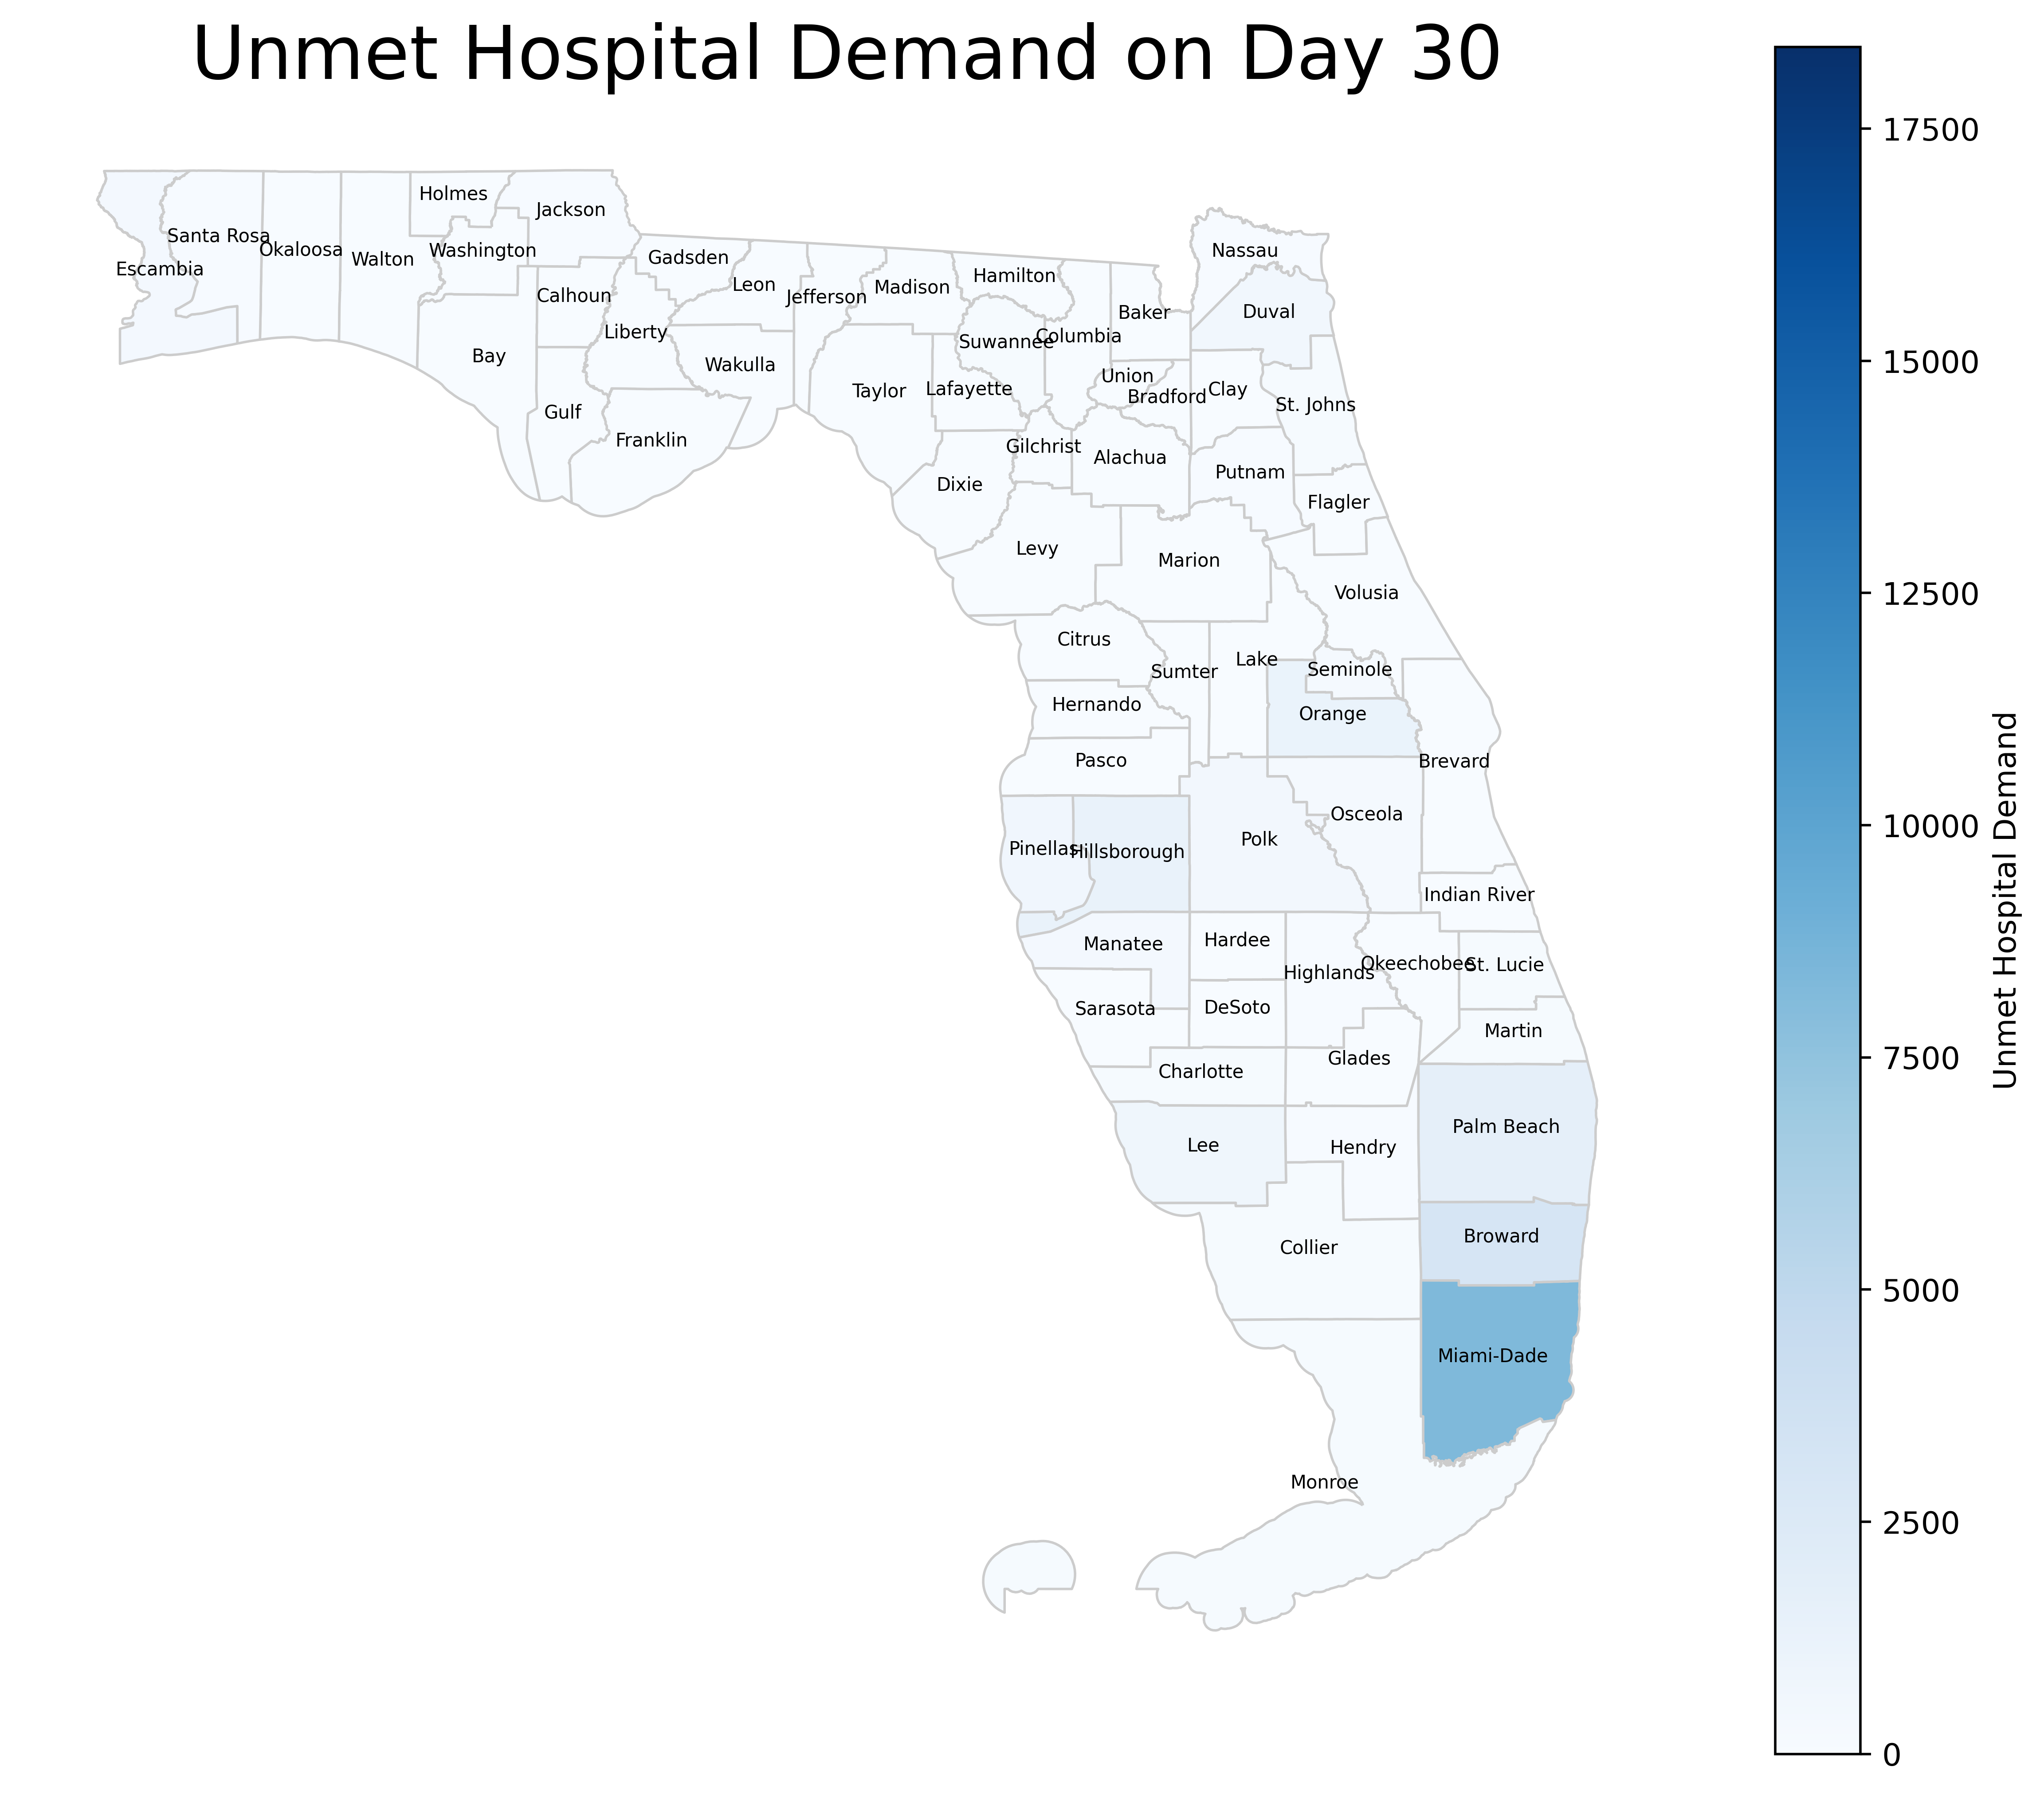 Unmet Hospital Demand on Day 30
Holmes
Jackson
Santa Rosa
Okaloosa
Walton
Washington
Escambia
Gadsden
Leon
Jefferson
Madison
Hamilton
Nassau
Calhoun
Liberty
Baker
Duval
Suwannee
Columbia
Bay
Wakulla
Taylor
Lafayette
Union
Bradford
Clay
St. Johns
Gulf
Franklin
Gilchrist
Alachua
Putnam
Dixie
Flagler
Levy
Marion
Volusia
Citrus
Sumter
Lake
Seminole
Hernando
Orange
Pasco
Brevard
Osceola
Pinellas
Hillsborough
Polk
Indian River
Manatee
Hardee
Highlands
Okeechobee
St. Lucie
Sarasota
DeSoto
Martin
Charlotte
Glades
Palm Beach
Lee
Hendry
Collier
Broward
Miami-Dade
Monroe
17500
15000
12500
10000
7500
5000
2500
0
Unmet Hospital Demand